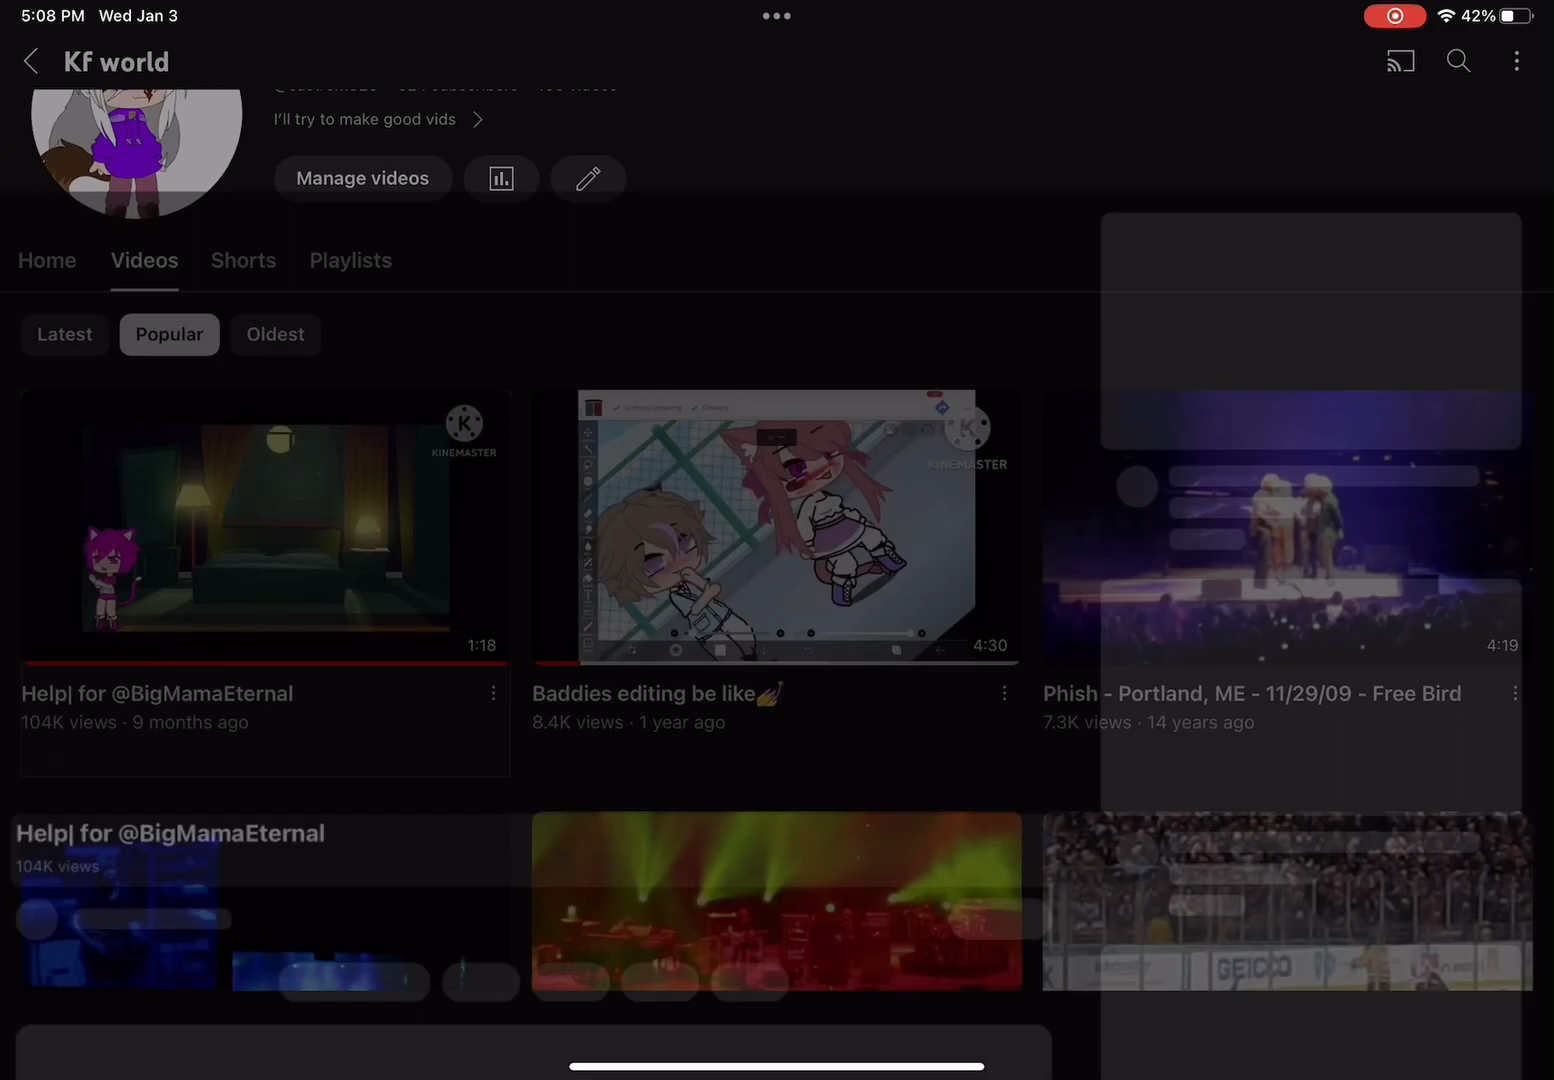 5:08 PM Wed Jan 3
42%
Kf world
I'll try to make good vids
Manage videos
Home Videos Shorts Playlists
Latest Popular Oldest
K
KINEMASTER
1:18
K
KINEMASTER
4:30
4:19
Help| for @BigMamaEternal
104K views · 9 months ago
Baddies editing be like💅
8.4K views · 1 year ago
Phish - Portland, ME - 11/29/09 - Free Bird
7.3K views · 14 years ago
Help| for @BigMamaEternal
104K views
GEICO